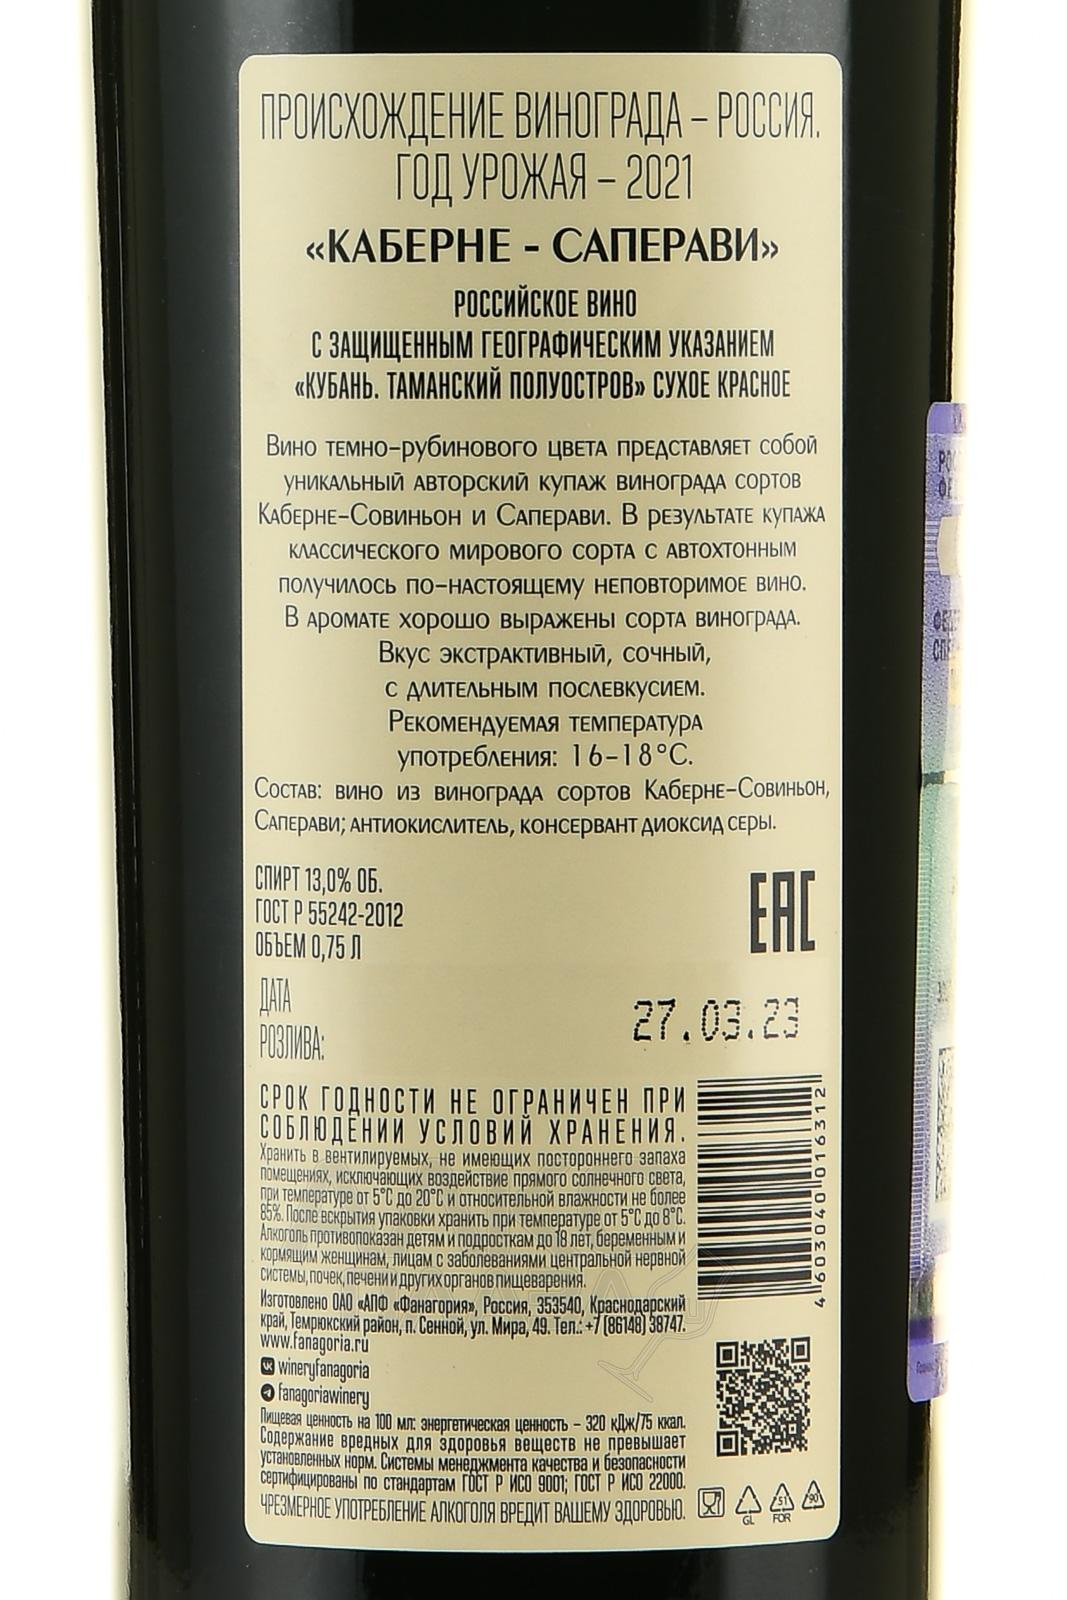 ПРОИСХОЖДЕНИЕ ВИНОГРАДА – РОССИЯ.
ГОД УРОЖАЯ – 2021
«КАБЕРНЕ - САПЕРАВИ»
РОССИЙСКОЕ ВИНО
С ЗАЩИЩЕННЫМ ГЕОГРАФИЧЕСКИМ УКАЗАНИЕМ
«КУБАНЬ. ТАМАНСКИЙ ПОЛУОСТРОВ» СУХОЕ КРАСНОЕ
Вино темно-рубинового цвета представляет собой
уникальный авторский купаж винограда сортов
Каберне-Совиньон и Саперави. В результате купажа
классического мирового сорта с автохтонным
получилось по-настоящему неповторимое вино.
В аромате хорошо выражены сорта винограда.
Вкус экстрактивный, сочный,
с длительным послевкусием.
Рекомендуемая температура
употребления: 16-18°С.
Состав: вино из винограда сортов Каберне-Совиньон,
Саперави; антиокислитель, консервант диоксид серы.
СПИРТ 13,0% ОБ.
ГОСТ Р 55242-2012
ОБЪЕМ 0,75 Л
ЕАС
ДАТА
РОЗЛИВА:
27.03.23
СРОК ГОДНОСТИ НЕ ОГРАНИЧЕН ПРИ
СОБЛЮДЕНИИ УСЛОВИЙ ХРАНЕНИЯ.
Хранить в вентилируемых, не имеющих постороннего запаха
помещениях, исключающих воздействие прямого солнечного света,
при температуре от 5°С до 20°С и относительной влажности не более
85%. После вскрытия упаковки хранить при температуре от 5°С до 8°С.
Алкоголь противопоказан детям и подросткам до 18 лет, беременным и
кормящим женщинам, лицам с заболеваниями центральной нервной
системы, почек, печени и других органов пищеварения.
Изготовлено ОАО «АПФ «Фанагория», Россия, 353540, Краснодарский
край, Темрюкский район, п. Сенной, ул. Мира, 49. Тел.: +7 (86148) 38747.
www.fanagoria.ru
wineryfanagoria
fanagoriawinery
Пищевая ценность на 100 мл: энергетическая ценность – 320 кДж/75 ккал.
Содержание вредных для здоровья веществ не превышает
установленных норм. Системы менеджмента качества и безопасности
сертифицированы по стандартам ГОСТ Р ИСО 9001; ГОСТ Р ИСО 22000.
ЧРЕЗМЕРНОЕ УПОТРЕБЛЕНИЕ АЛКОГОЛЯ ВРЕДИТ ВАШЕМУ ЗДОРОВЬЮ.
4 603040 016312
GL
51
FOR
90